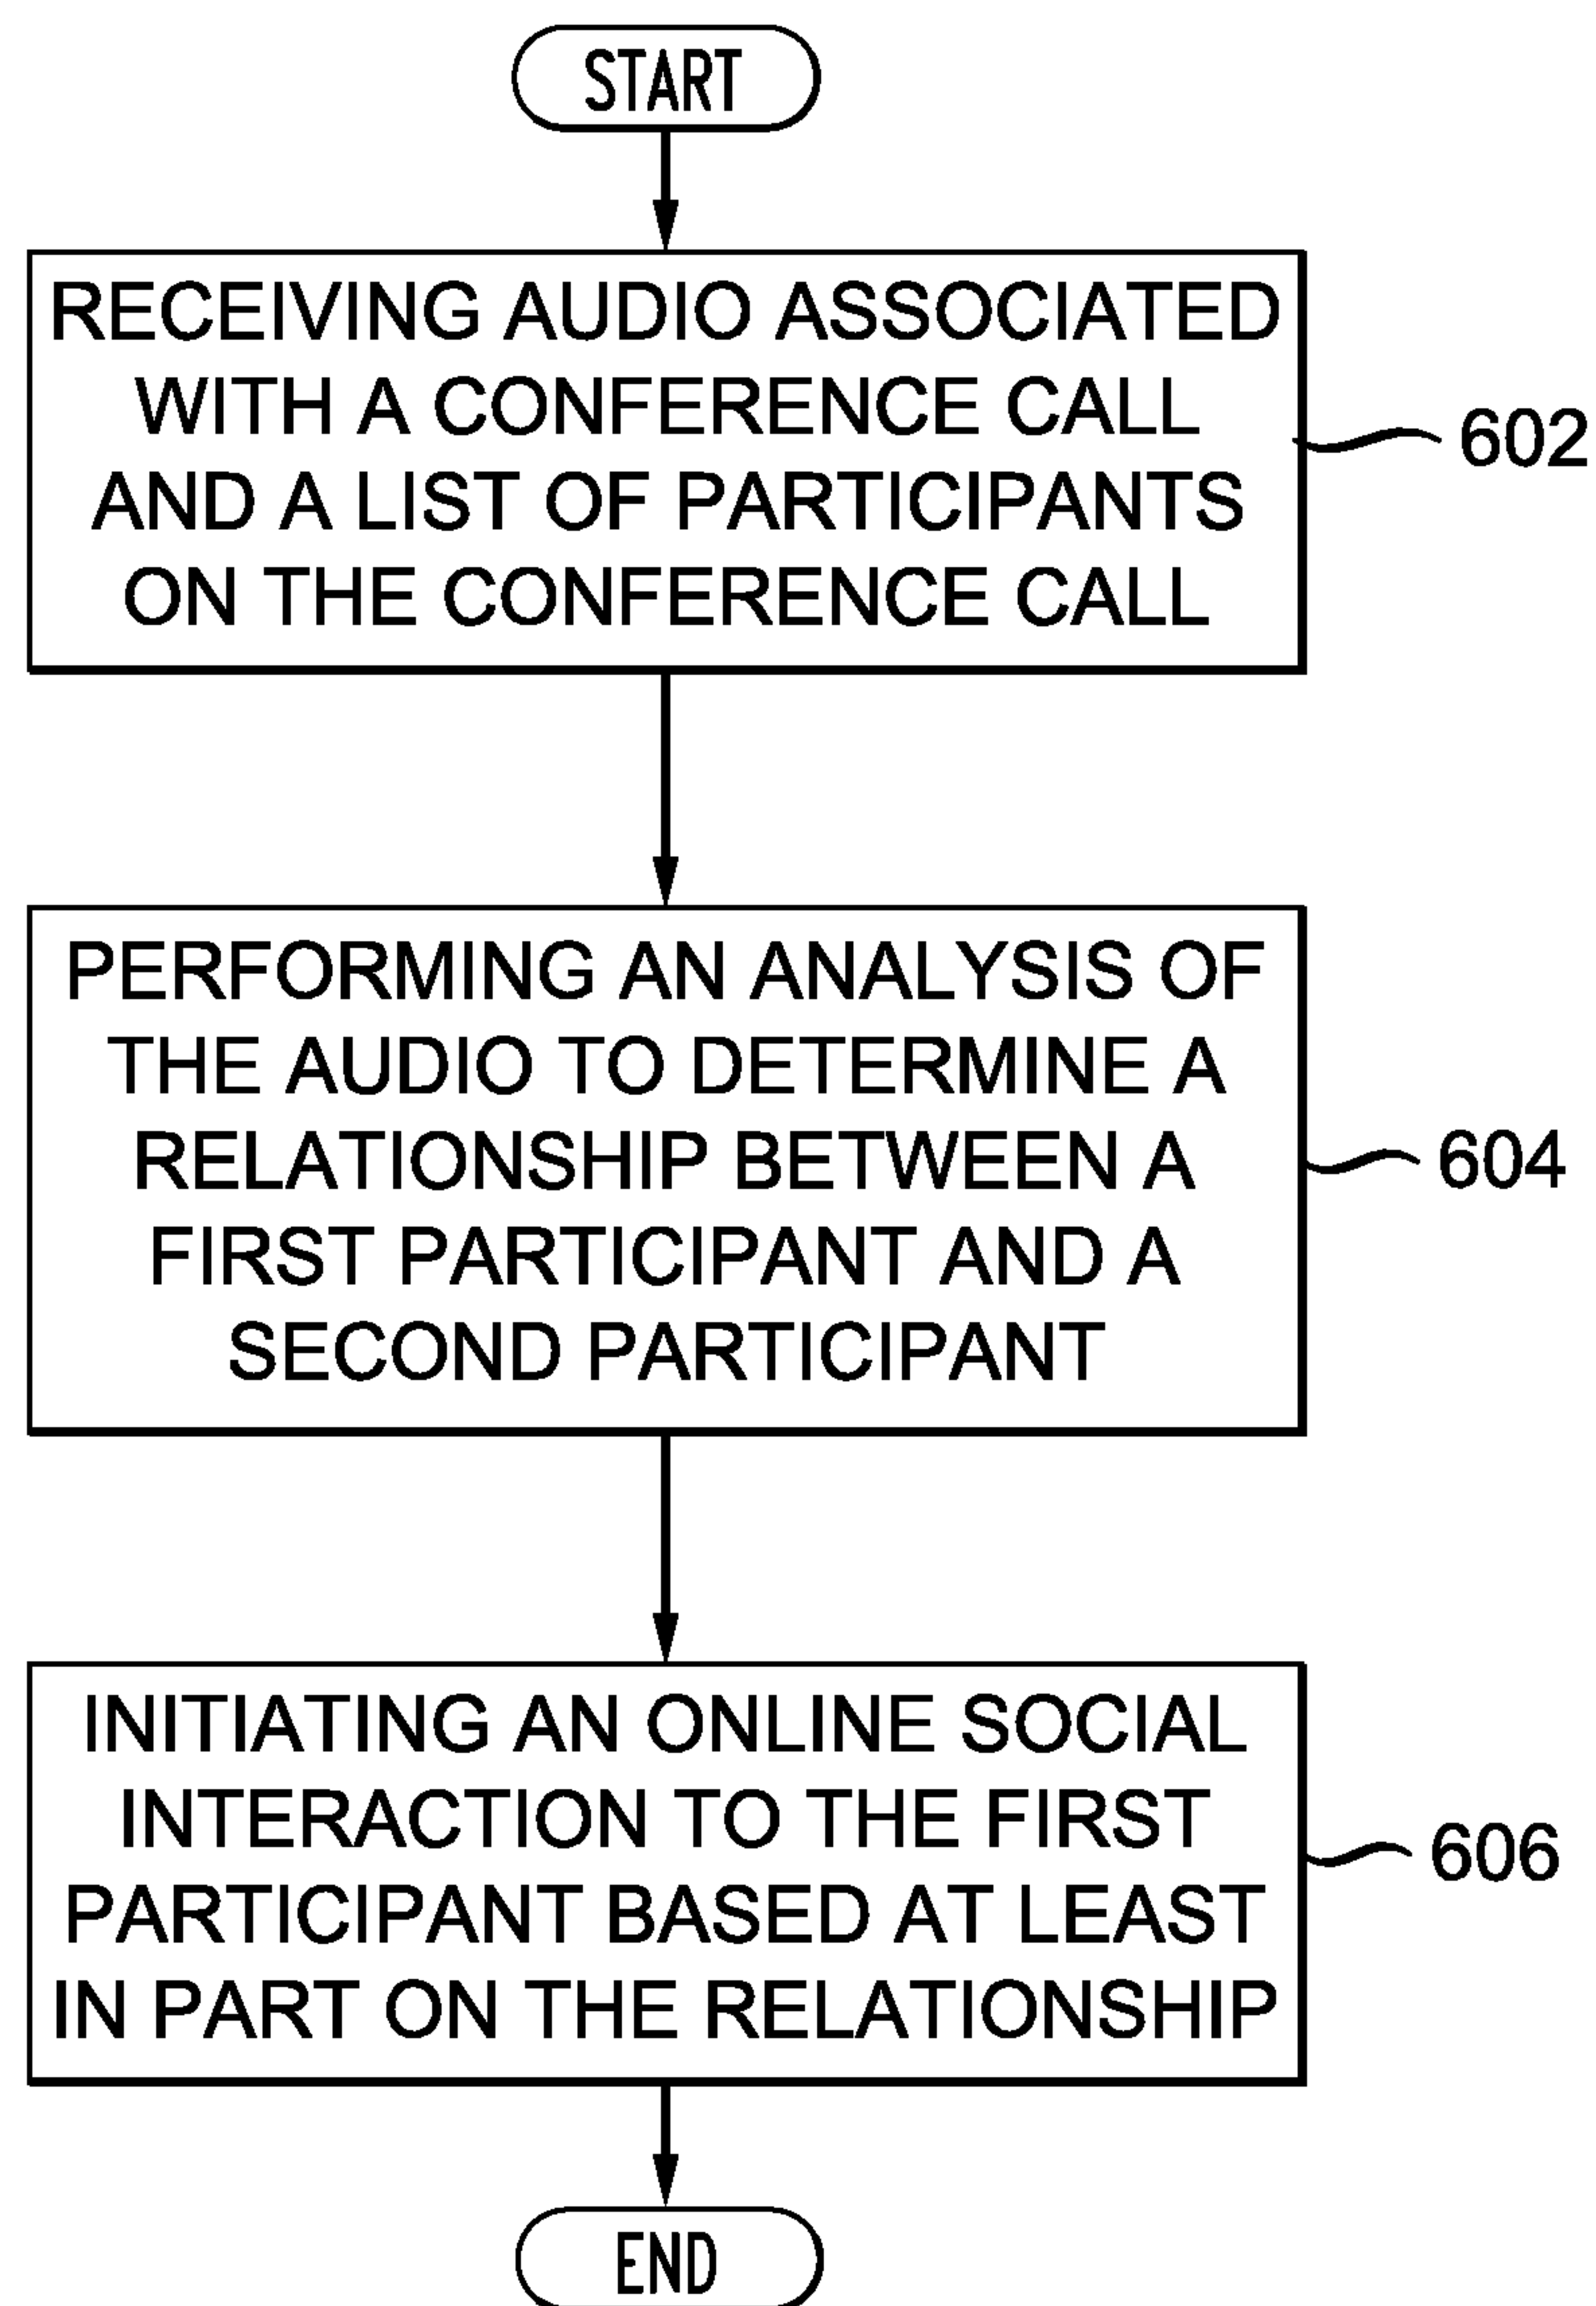 START
RECEIVING AUDIO ASSOCIATED
WITH A CONFERENCE CALL
AND A LIST OF PARTICIPANTS
ON THE CONFERENCE CALL
602
PERFORMING AN ANALYSIS OF
THE AUDIO TO DETERMINE A
RELATIONSHIP BETWEEN A
FIRST PARTICIPANT AND A
SECOND PARTICIPANT
604
INITIATING AN ONLINE SOCIAL
INTERACTION TO THE FIRST
PARTICIPANT BASED AT LEAST
IN PART ON THE RELATIONSHIP
606
END